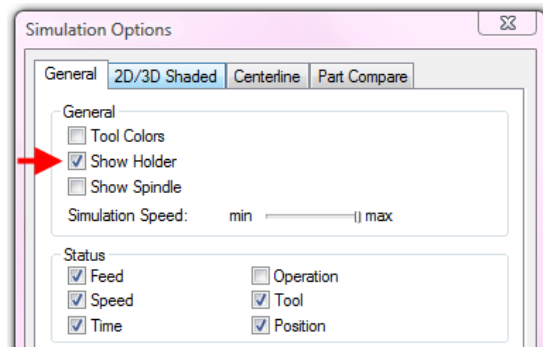 Simulation Options
General 2D/3D Shaded Centerline Part Compare
General
Tool Colors
Show Holder
Show Spindle
Simulation Speed: min max
Status
Feed Operation
Speed Tool
Time Position